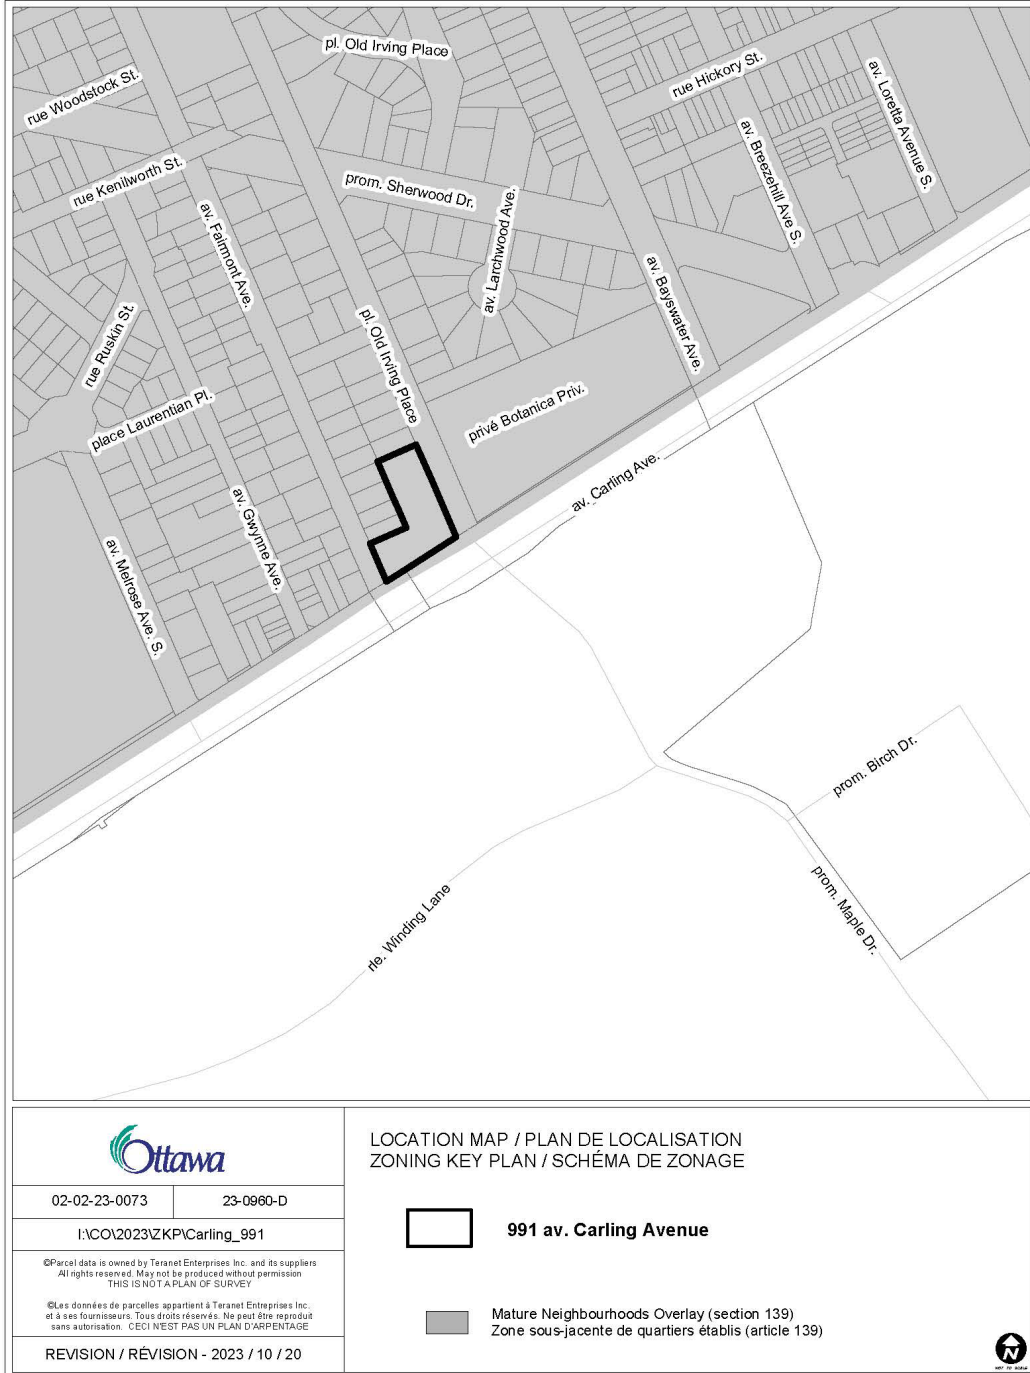 pl. Old Irving Place
rue Woodstock St.
rue Hickory St.
av. Loretta Avenue S.
rue Kenilworth St.
prom. Sherwood Dr.
av. Breezehill Ave S.
av. Fairmont Ave.
av. Larchwood Ave.
av. Bayswater Ave.
rue Ruskin St.
pl. Old Irving Place
place Laurentian Pl.
privé Botanica Priv.
av. Carling Ave.
av. Gwynne Ave.
av. Melrose Ave. S.
prom. Birch Dr.
rle. Winding Lane
prom. Maple Dr.
Ottawa
02-02-23-0073
23-0960-D
I:\CO\2023\ZKP\Carling_991
©Parcel data is owned by Teranet Enterprises Inc. and its suppliers
All rights reserved. May not be produced without permission
THIS IS NOT A PLAN OF SURVEY
©Les données de parcelles appartient à Teranet Entreprises Inc.
et à ses fournisseurs. Tous droits réservés. Ne peut être reproduit
sans autorisation. CECI N'EST PAS UN PLAN D'ARPENTAGE
REVISION / RÉVISION - 2023 / 10 / 20
LOCATION MAP / PLAN DE LOCALISATION
ZONING KEY PLAN / SCHÉMA DE ZONAGE
991 av. Carling Avenue
Mature Neighbourhoods Overlay (section 139)
Zone sous-jacente de quartiers établis (article 139)
N
NOT TO SCALE